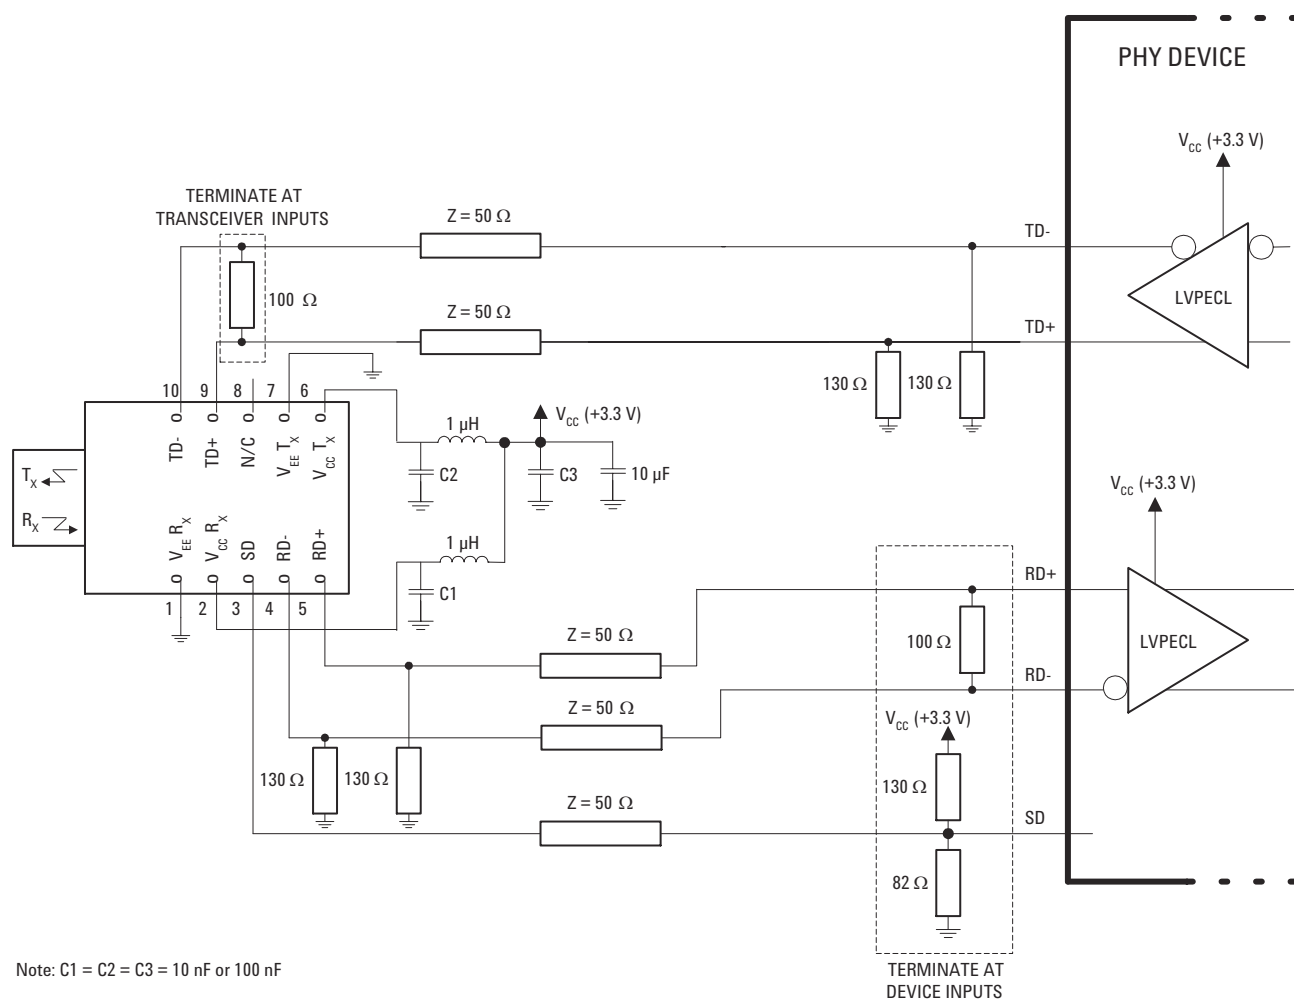 PHY DEVICE
V_CC (+3.3 V)
TERMINATE AT
TRANSCEIVER INPUTS
Z = 50 Ω
TD-
LVPECL
100 Ω
Z = 50 Ω
TD+
130 Ω
130 Ω
10
9
8
7
6
TD-
TD+
N/C
V_EE T_X
V_CC T_X
1 µH
V_CC (+3.3 V)
C2
C3
10 µF
T_X
R_X
V_EE R_X
V_CC R_X
SD
RD-
RD+
1 µH
C1
1
2
3
4
5
V_CC (+3.3 V)
RD+
LVPECL
Z = 50 Ω
100 Ω
RD-
Z = 50 Ω
V_CC (+3.3 V)
130 Ω
130 Ω
130 Ω
Z = 50 Ω
SD
82 Ω
Note: C1 = C2 = C3 = 10 nF or 100 nF
TERMINATE AT
DEVICE INPUTS